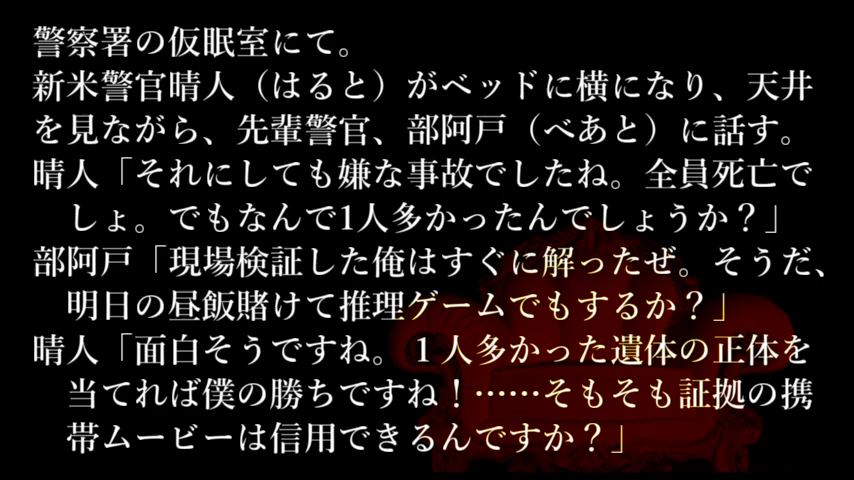 警察署の仮眠室にて。
新米警官晴人（はると）がベッドに横になり、天井
を見ながら、先輩警官、部阿戸（べあと）に話す。
晴人「それにしても嫌な事故でしたね。全員死亡で
しょ。でもなんで1人多かったんでしょうか？」
部阿戸「現場検証した俺はすぐに解ったぜ。そうだ、
明日の昼飯賭けて推理ゲームでもするか？」
晴人「面白そうですね。１人多かった遺体の正体を
当てれば僕の勝ちですね！……そもそも証拠の携
帯ムービーは信用できるんですか？」